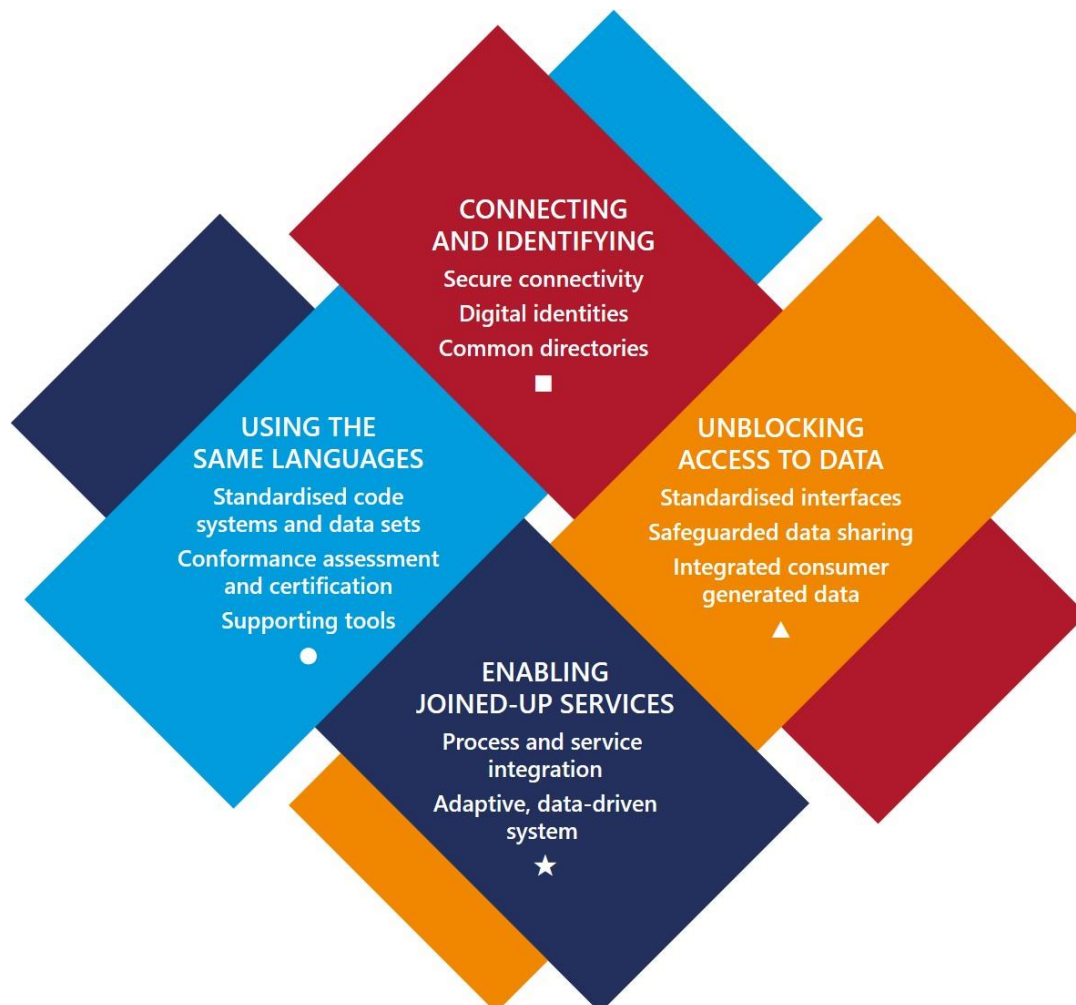 CONNECTING
AND IDENTIFYING
Secure connectivity
Digital identities
Common directories
USING THE
SAME LANGUAGES
Standardised code
systems and data sets
Conformance assessment
and certification
Supporting tools
UNBLOCKING
ACCESS TO DATA
Standardised interfaces
Safeguarded data sharing
Integrated consumer
generated data
ENABLING
JOINED-UP SERVICES
Process and service
integration
Adaptive, data-driven
system